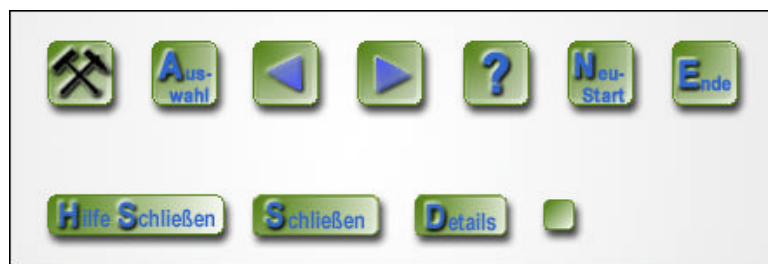 Aus-
wahl
?
Neu-
Start
Ende
Hilfe Schließen
Schließen
Details